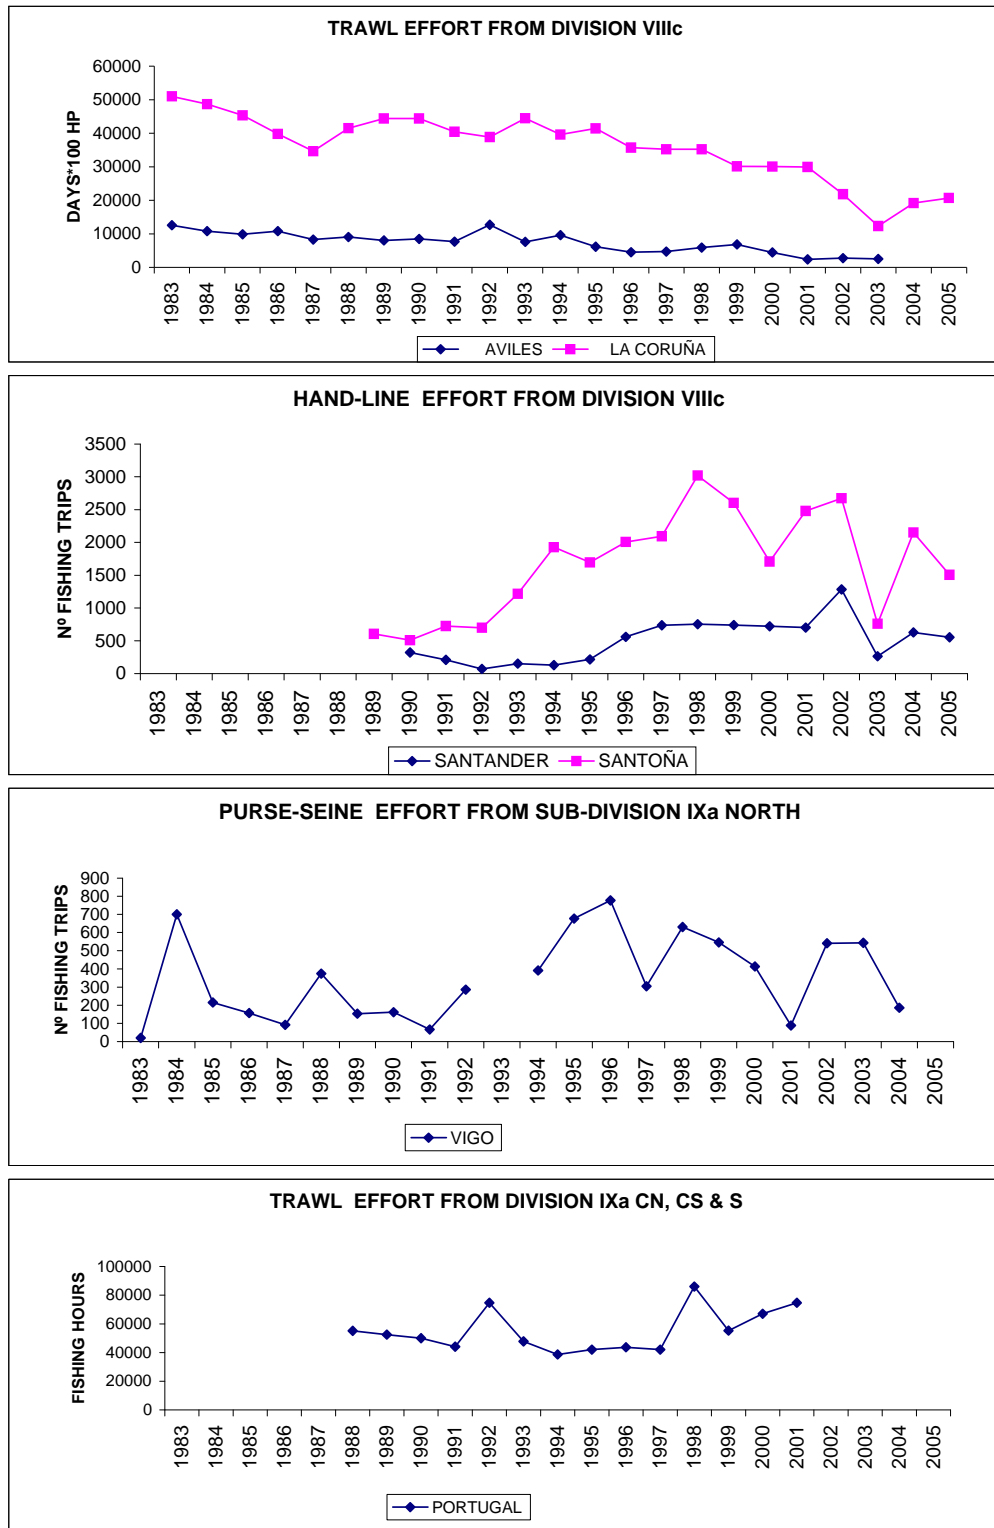 TRAWL EFFORT FROM DIVISION VIIIc
60000
50000
40000
30000
20000
10000
0
DAYS*100 HP
1983 1984 1985 1986 1987 1988 1989 1990 1991 1992 1993 1994 1995 1996 1997 1998 1999 2000 2001 2002 2003 2004 2005
AVILES LA CORUÑA
HAND-LINE EFFORT FROM DIVISION VIIIc
3500
3000
2500
2000
1500
1000
500
0
Nº FISHING TRIPS
1983 1984 1985 1986 1987 1988 1989 1990 1991 1992 1993 1994 1995 1996 1997 1998 1999 2000 2001 2002 2003 2004 2005
SANTANDER SANTOÑA
PURSE-SEINE EFFORT FROM SUB-DIVISION IXa NORTH
900
800
700
600
500
400
300
200
100
0
Nº FISHING TRIPS
1983 1984 1985 1986 1987 1988 1989 1990 1991 1992 1993 1994 1995 1996 1997 1998 1999 2000 2001 2002 2003 2004 2005
VIGO
TRAWL EFFORT FROM DIVISION IXa CN, CS & S
100000
80000
60000
40000
20000
0
FISHING HOURS
1983 1984 1985 1986 1987 1988 1989 1990 1991 1992 1993 1994 1995 1996 1997 1998 1999 2000 2001 2002 2003 2004 2005
PORTUGAL